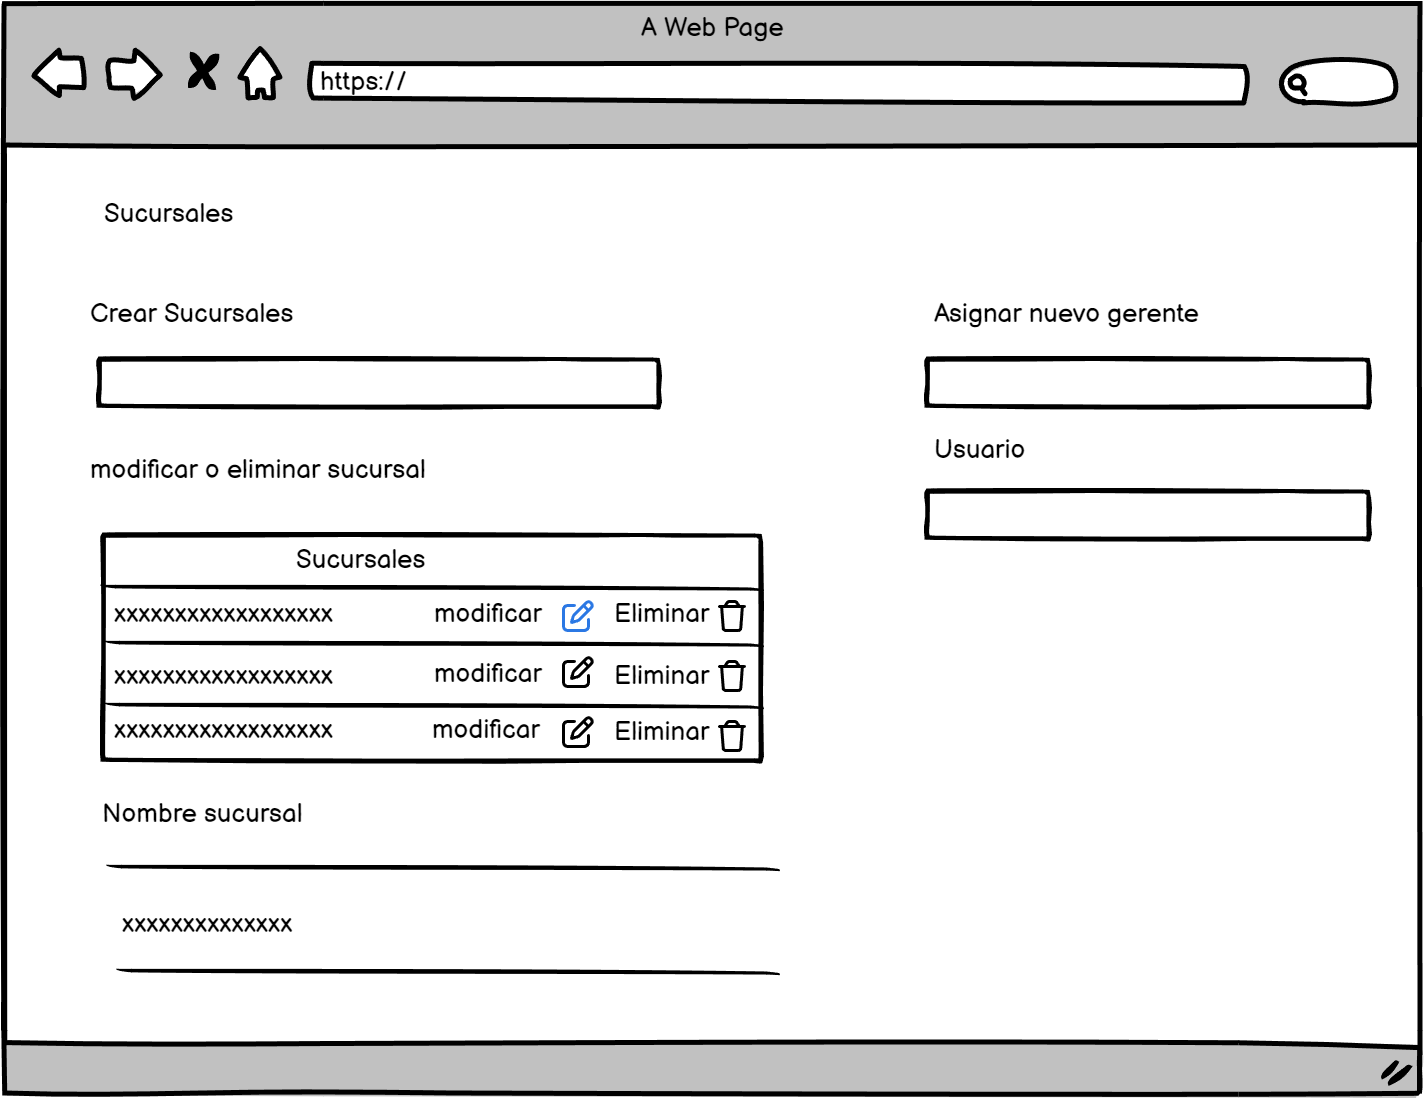 A Web Page
https://
Sucursales
Crear Sucursales
Asignar nuevo gerente
Usuario
modificar o eliminar sucursal
Sucursales
xxxxxxxxxxxxxxxxxx modificar Eliminar
xxxxxxxxxxxxxxxxxx modificar Eliminar
xxxxxxxxxxxxxxxxxx modificar Eliminar
Nombre sucursal
xxxxxxxxxxxxxx